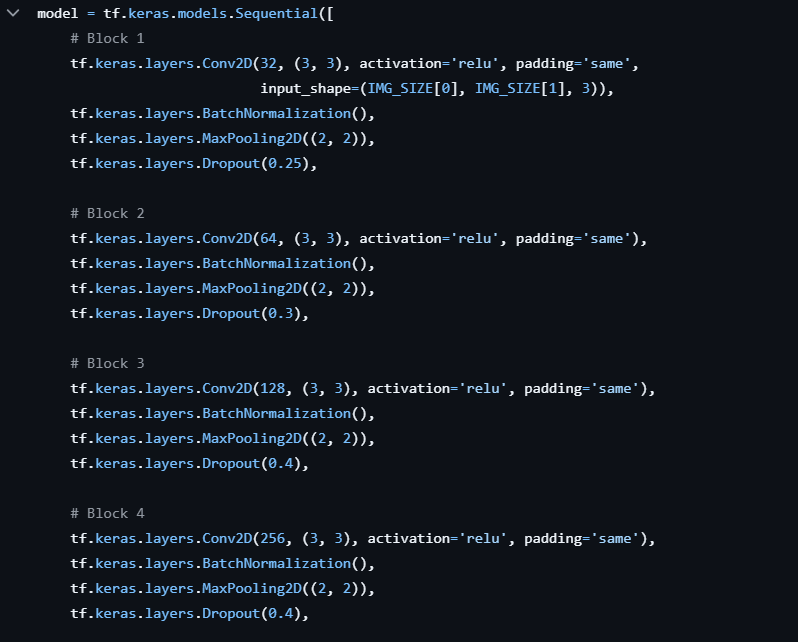 model = tf.keras.models.Sequential([
    # Block 1
    tf.keras.layers.Conv2D(32, (3, 3), activation='relu', padding='same',
                           input_shape=(IMG_SIZE[0], IMG_SIZE[1], 3)),
    tf.keras.layers.BatchNormalization(),
    tf.keras.layers.MaxPooling2D((2, 2)),
    tf.keras.layers.Dropout(0.25),

    # Block 2
    tf.keras.layers.Conv2D(64, (3, 3), activation='relu', padding='same'),
    tf.keras.layers.BatchNormalization(),
    tf.keras.layers.MaxPooling2D((2, 2)),
    tf.keras.layers.Dropout(0.3),

    # Block 3
    tf.keras.layers.Conv2D(128, (3, 3), activation='relu', padding='same'),
    tf.keras.layers.BatchNormalization(),
    tf.keras.layers.MaxPooling2D((2, 2)),
    tf.keras.layers.Dropout(0.4),

    # Block 4
    tf.keras.layers.Conv2D(256, (3, 3), activation='relu', padding='same'),
    tf.keras.layers.BatchNormalization(),
    tf.keras.layers.MaxPooling2D((2, 2)),
    tf.keras.layers.Dropout(0.4),